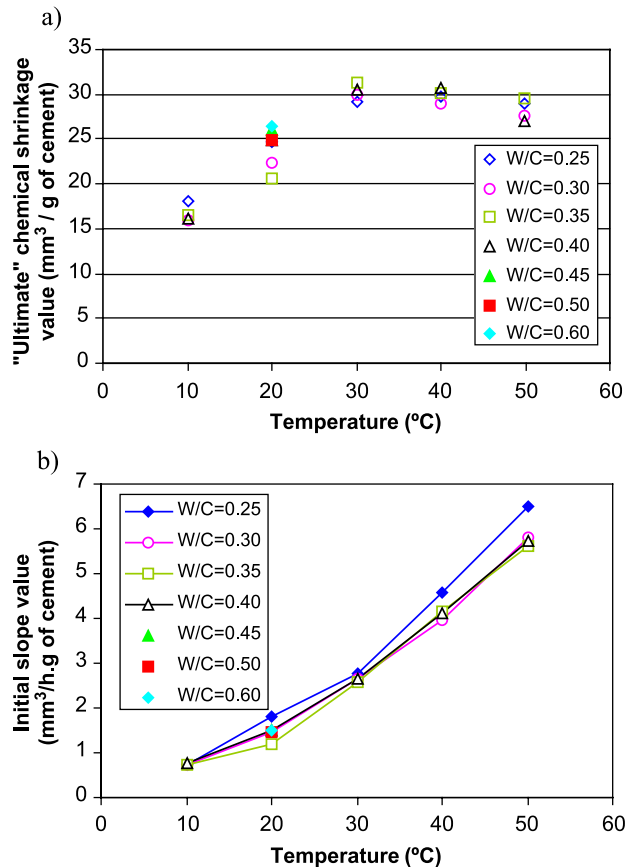 a)
"Ultimate" chemical shrinkage
value (mm³ / g of cement)
35
30
25
20
15
10
5
0
0 10 20 30 40 50 60
Temperature (ºC)
W/C=0.25
W/C=0.30
W/C=0.35
W/C=0.40
W/C=0.45
W/C=0.50
W/C=0.60
b)
Initial slope value
(mm³/h.g of cement)
7
6
5
4
3
2
1
0
0 10 20 30 40 50 60
Temperature (ºC)
W/C=0.25
W/C=0.30
W/C=0.35
W/C=0.40
W/C=0.45
W/C=0.50
W/C=0.60